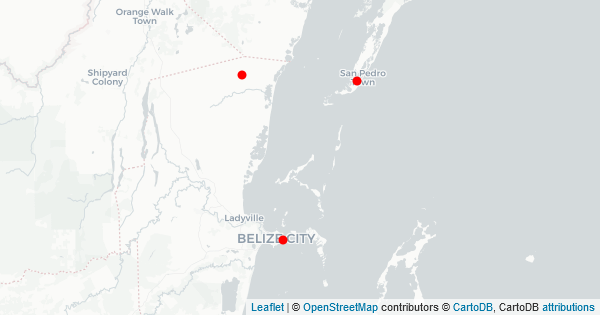 Orange Walk
Town
Shipyard
Colony
San Pedro
Town
Ladyville
BELIZE CITY
Leaflet | © OpenStreetMap contributors © CartoDB, CartoDB attributions